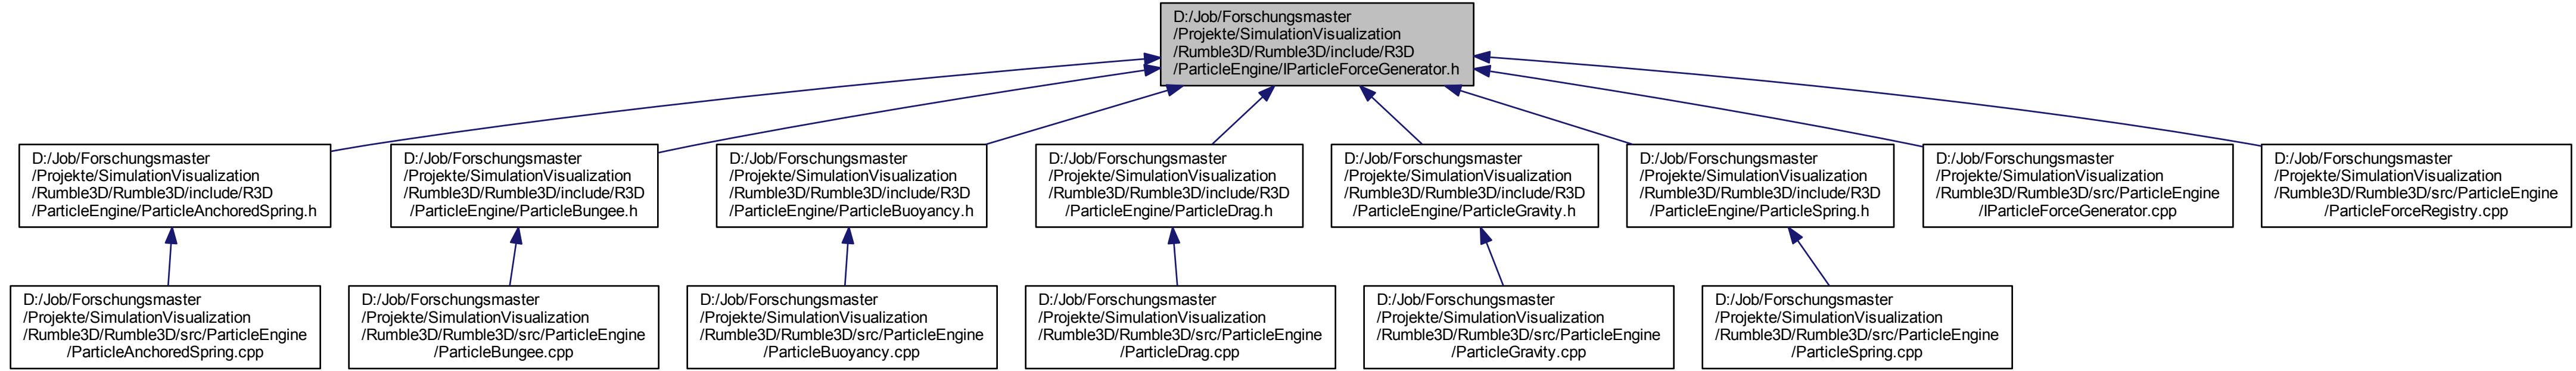 D:/Job/Forschungsmaster
/Projekte/SimulationVisualization
/Rumble3D/Rumble3D/include/R3D
/ParticleEngine/IParticleForceGenerator.h
D:/Job/Forschungsmaster
/Projekte/SimulationVisualization
/Rumble3D/Rumble3D/include/R3D
/ParticleEngine/ParticleAnchoredSpring.h
D:/Job/Forschungsmaster
/Projekte/SimulationVisualization
/Rumble3D/Rumble3D/include/R3D
/ParticleEngine/ParticleBungee.h
D:/Job/Forschungsmaster
/Projekte/SimulationVisualization
/Rumble3D/Rumble3D/include/R3D
/ParticleEngine/ParticleBuoyancy.h
D:/Job/Forschungsmaster
/Projekte/SimulationVisualization
/Rumble3D/Rumble3D/include/R3D
/ParticleEngine/ParticleDrag.h
D:/Job/Forschungsmaster
/Projekte/SimulationVisualization
/Rumble3D/Rumble3D/include/R3D
/ParticleEngine/ParticleGravity.h
D:/Job/Forschungsmaster
/Projekte/SimulationVisualization
/Rumble3D/Rumble3D/include/R3D
/ParticleEngine/ParticleSpring.h
D:/Job/Forschungsmaster
/Projekte/SimulationVisualization
/Rumble3D/Rumble3D/src/ParticleEngine
/IParticleForceGenerator.cpp
D:/Job/Forschungsmaster
/Projekte/SimulationVisualization
/Rumble3D/Rumble3D/src/ParticleEngine
/ParticleForceRegistry.cpp
D:/Job/Forschungsmaster
/Projekte/SimulationVisualization
/Rumble3D/Rumble3D/src/ParticleEngine
/ParticleAnchoredSpring.cpp
D:/Job/Forschungsmaster
/Projekte/SimulationVisualization
/Rumble3D/Rumble3D/src/ParticleEngine
/ParticleBungee.cpp
D:/Job/Forschungsmaster
/Projekte/SimulationVisualization
/Rumble3D/Rumble3D/src/ParticleEngine
/ParticleBuoyancy.cpp
D:/Job/Forschungsmaster
/Projekte/SimulationVisualization
/Rumble3D/Rumble3D/src/ParticleEngine
/ParticleDrag.cpp
D:/Job/Forschungsmaster
/Projekte/SimulationVisualization
/Rumble3D/Rumble3D/src/ParticleEngine
/ParticleGravity.cpp
D:/Job/Forschungsmaster
/Projekte/SimulationVisualization
/Rumble3D/Rumble3D/src/ParticleEngine
/ParticleSpring.cpp